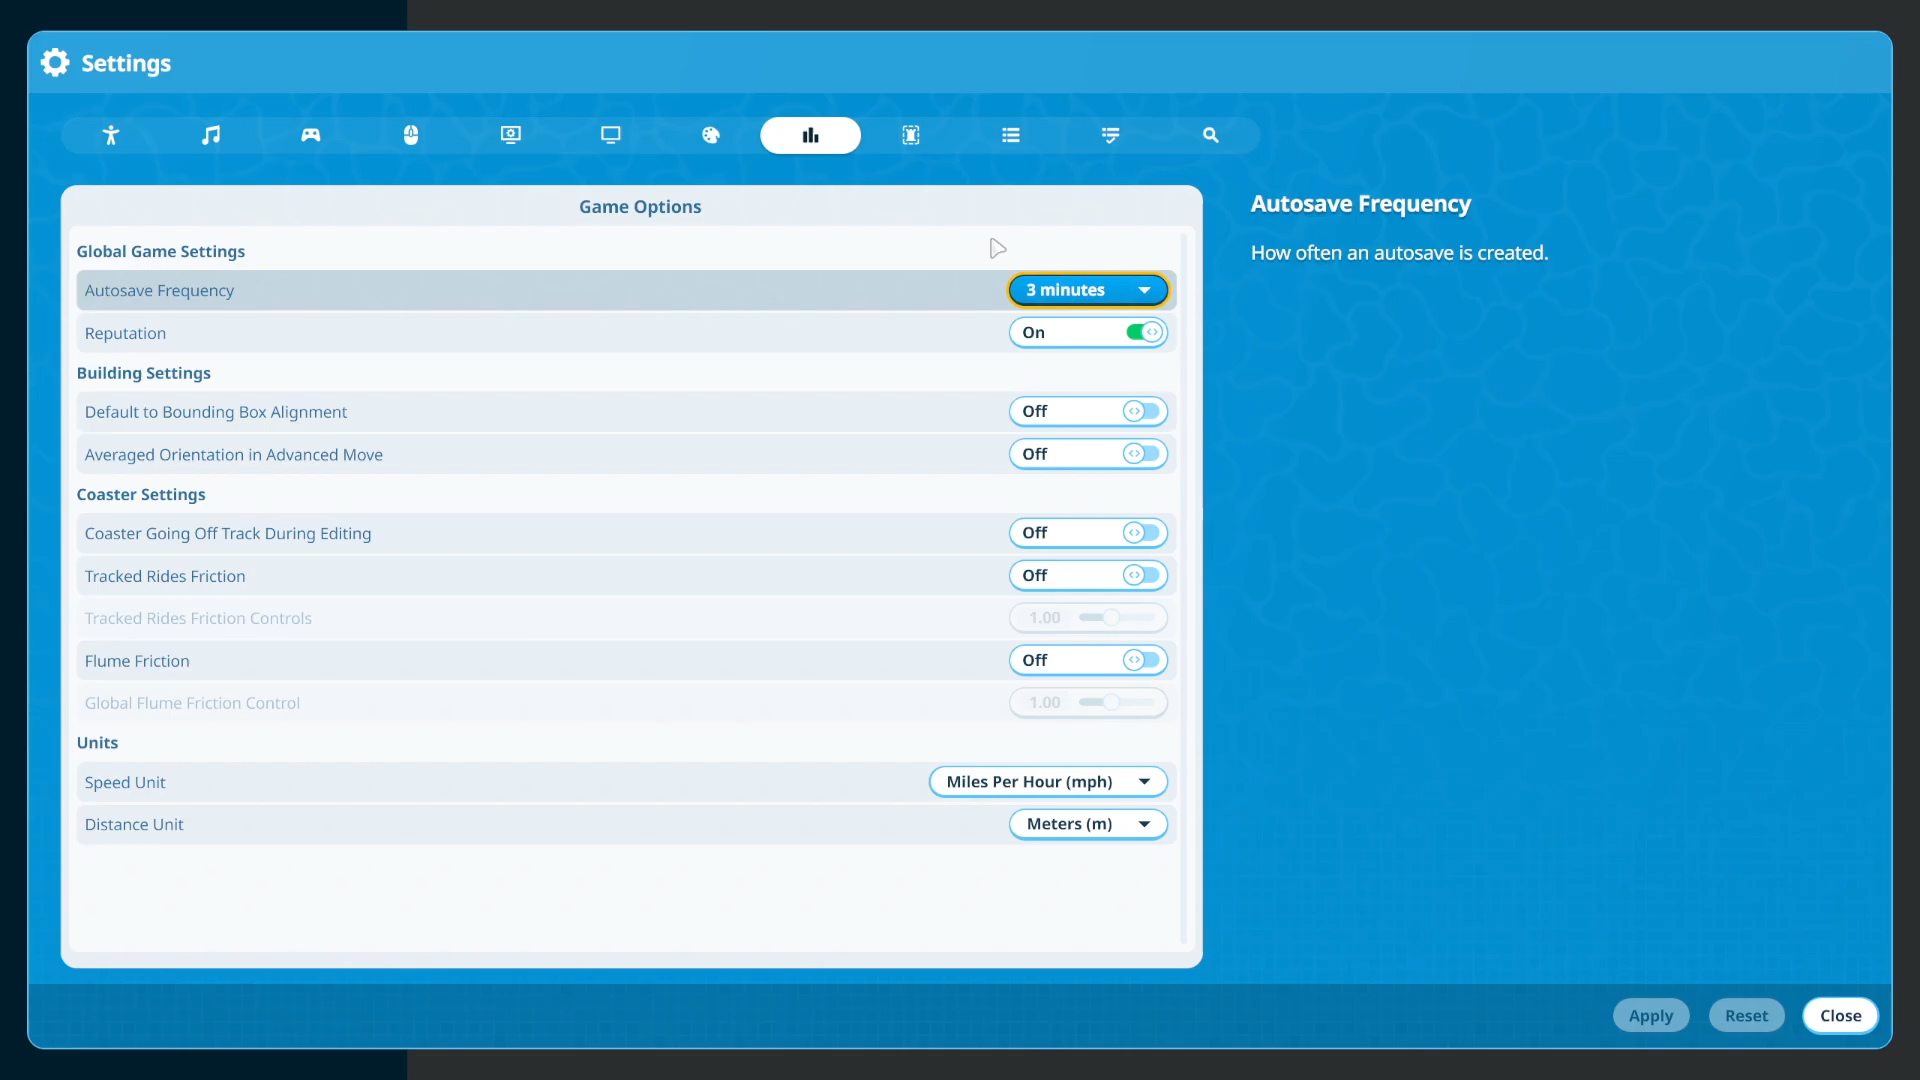 Settings
Game Options
Global Game Settings
Autosave Frequency 3 minutes
Reputation On
Building Settings
Default to Bounding Box Alignment Off
Averaged Orientation in Advanced Move Off
Coaster Settings
Coaster Going Off Track During Editing Off
Tracked Rides Friction Off
Tracked Rides Friction Controls 1.00
Flume Friction Off
Global Flume Friction Control 1.00
Units
Speed Unit Miles Per Hour (mph)
Distance Unit Meters (m)
Autosave Frequency
How often an autosave is created.
Apply Reset Close